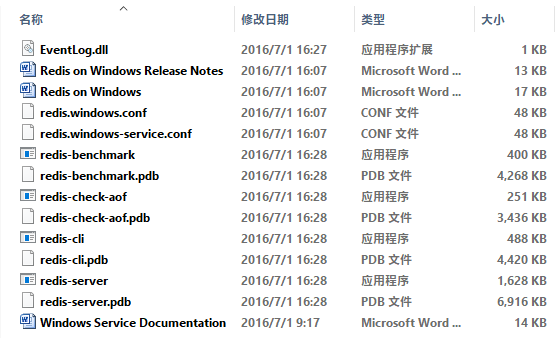 名称 修改日期 类型 大小
EventLog.dll 2016/7/1 16:27 应用程序扩展 1 KB
Redis on Windows Release Notes 2016/7/1 16:07 Microsoft Word ... 13 KB
Redis on Windows 2016/7/1 16:07 Microsoft Word ... 17 KB
redis.windows.conf 2016/7/1 16:07 CONF 文件 48 KB
redis.windows-service.conf 2016/7/1 16:07 CONF 文件 48 KB
redis-benchmark 2016/7/1 16:28 应用程序 400 KB
redis-benchmark.pdb 2016/7/1 16:28 PDB 文件 4,268 KB
redis-check-aof 2016/7/1 16:28 应用程序 251 KB
redis-check-aof.pdb 2016/7/1 16:28 PDB 文件 3,436 KB
redis-cli 2016/7/1 16:28 应用程序 488 KB
redis-cli.pdb 2016/7/1 16:28 PDB 文件 4,420 KB
redis-server 2016/7/1 16:28 应用程序 1,628 KB
redis-server.pdb 2016/7/1 16:28 PDB 文件 6,916 KB
Windows Service Documentation 2016/7/1 9:17 Microsoft Word ... 14 KB